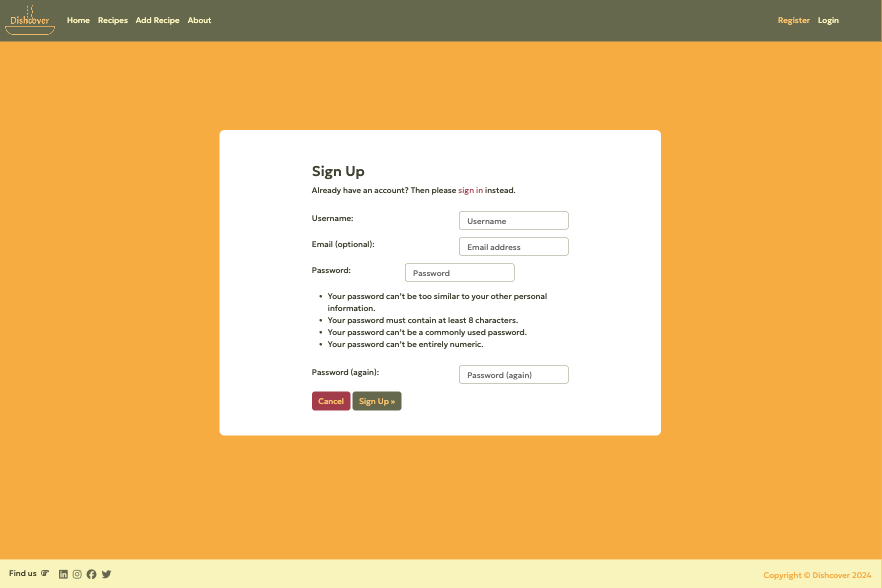 Dishcover
Home Recipes Add Recipe About
Register Login
Sign Up
Already have an account? Then please sign in instead.
Username:
Username
Email (optional):
Email address
Password:
Password
• Your password can't be too similar to your other personal
information.
• Your password must contain at least 8 characters.
• Your password can't be a commonly used password.
• Your password can't be entirely numeric.
Password (again):
Password (again)
Cancel Sign Up »
Find us
Copyright © Dishcover 2024